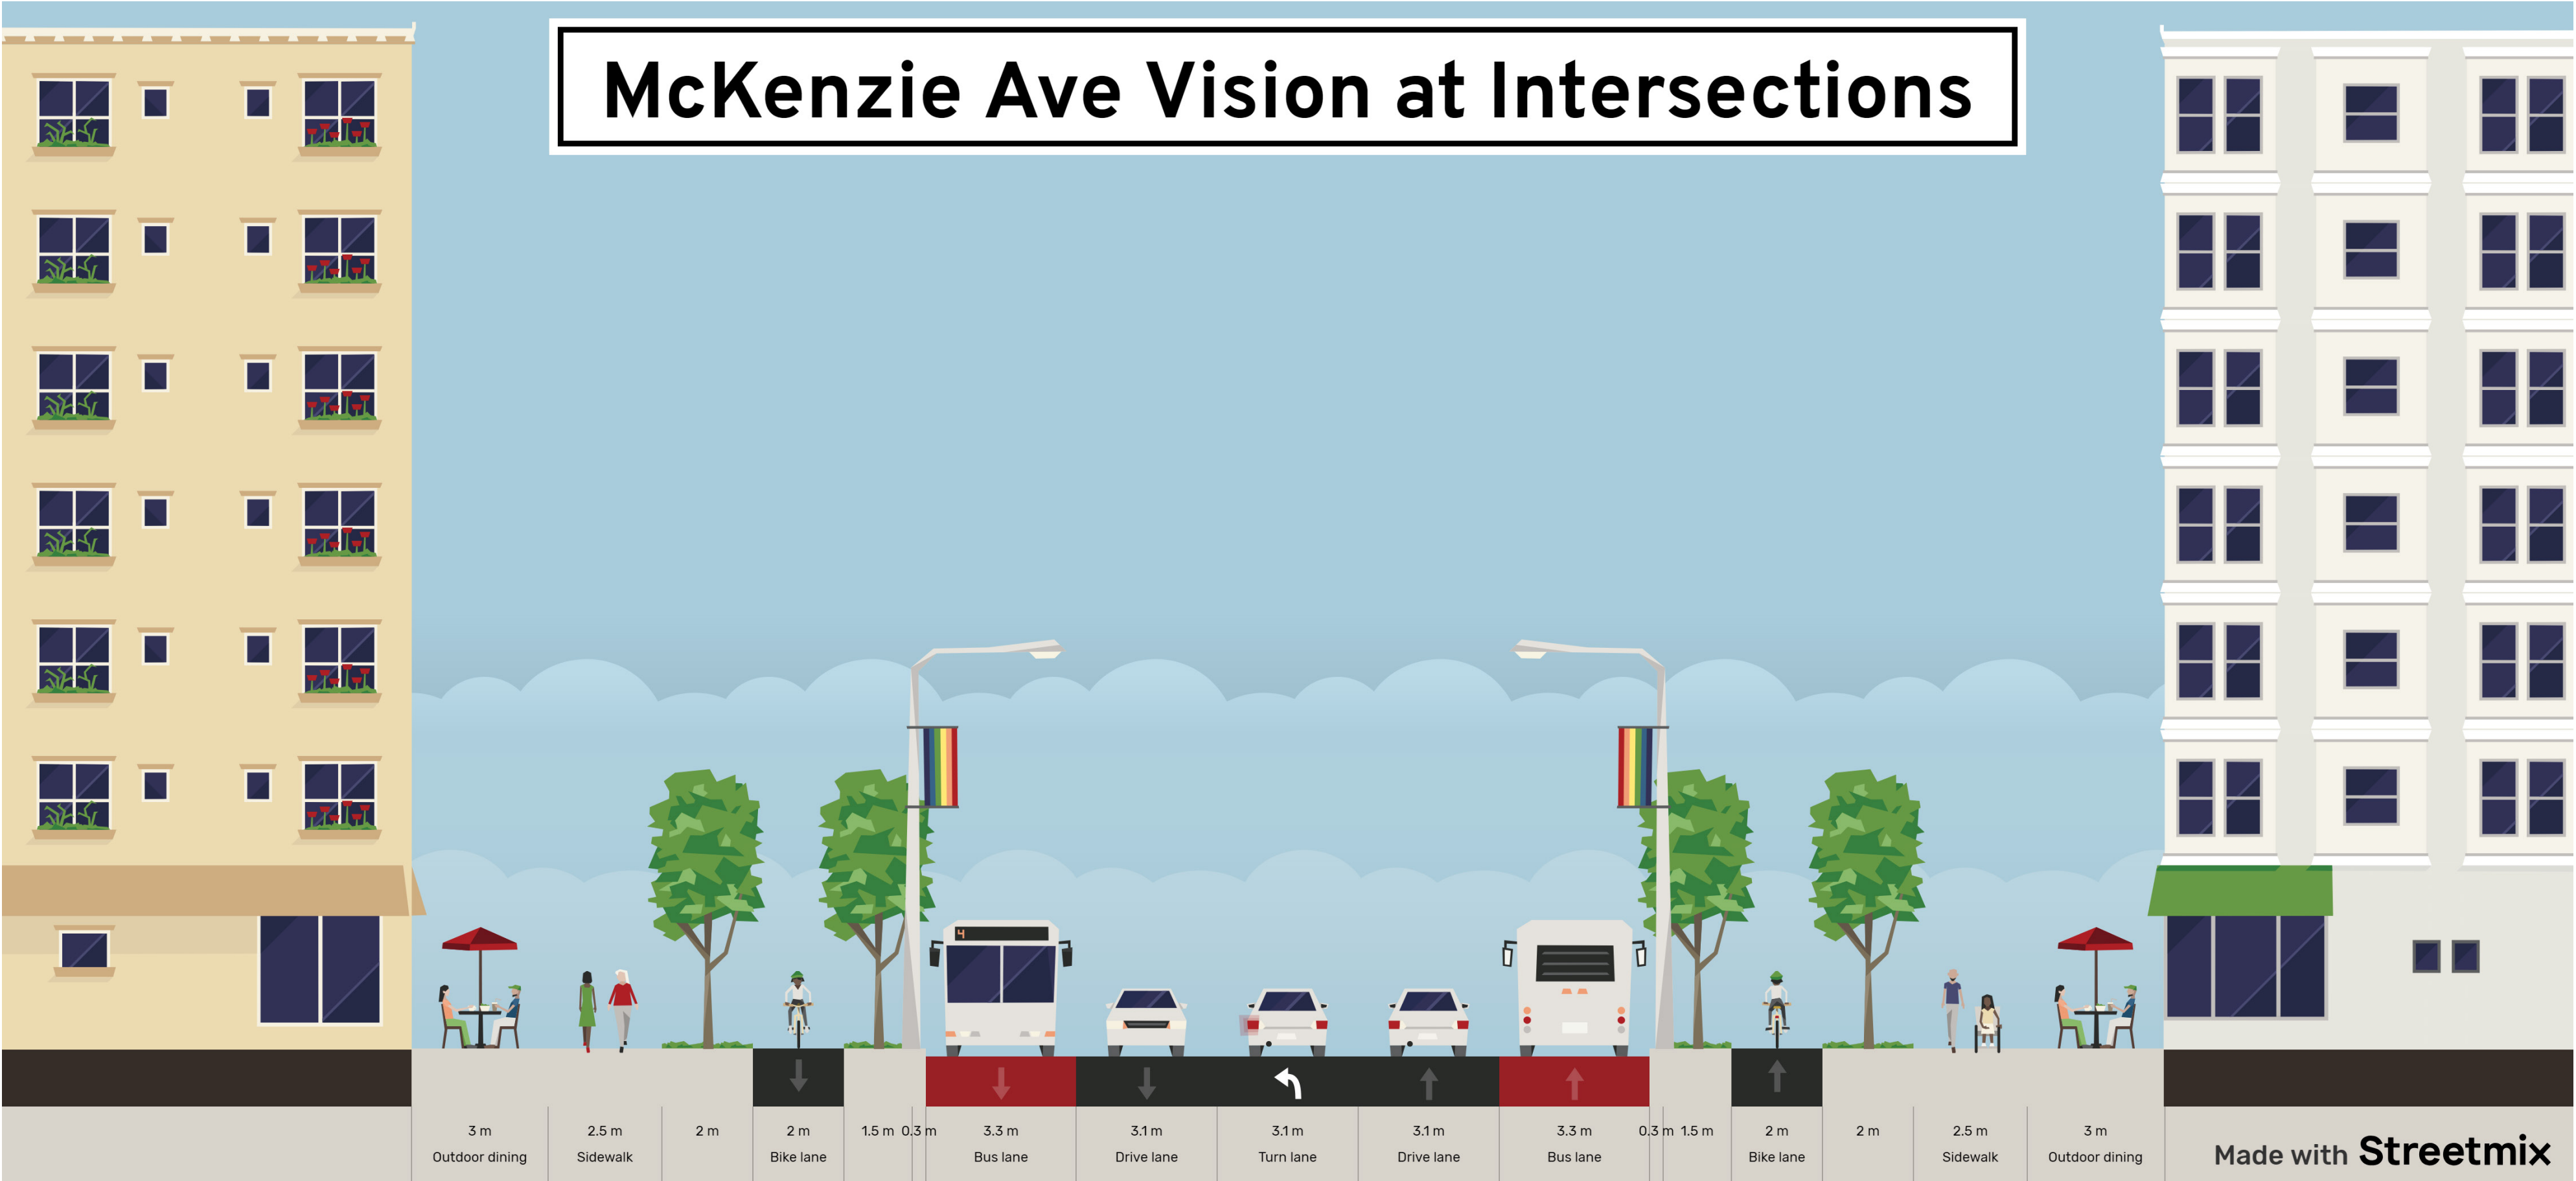 McKenzie Ave Vision at Intersections
4
3 m 2.5 m 2 m 2 m 1.5 m 0.3 m 3.3 m 3.1 m 3.1 m 3.1 m 3.3 m 0.3 m 1.5 m 2 m 2 m 2.5 m 3 m
Outdoor dining Sidewalk Bike lane Bus lane Drive lane Turn lane Drive lane Bus lane Bike lane Sidewalk Outdoor dining
Made with Streetmix